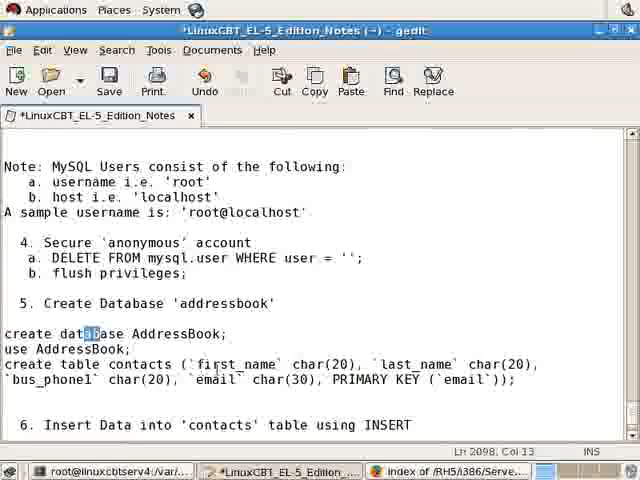 Applications Places System
*LinuxCBT_EL-5_Edition_Notes (~) - gedit
File Edit View Search Tools Documents Help
New Open Save Print. Undo Cut Copy Paste Find Replace
*LinuxCBT_EL-5_Edition_Notes
Note: MySQL Users consist of the following:
a. username i.e. 'root'
b. host i.e. 'localhost'
A sample username is: 'root@localhost'
4. Secure `anonymous` account
a. DELETE FROM mysql.user WHERE user = '';
b. flush privileges;
5. Create Database 'addressbook'
create database AddressBook;
use AddressBook;
create table contacts (`first_name` char(20), `last_name` char(20),
`bus_phone1` char(20), `email` char(30), PRIMARY KEY (`email`));
6. Insert Data into 'contacts' table using INSERT
Ln 2098, Col 13 INS
root@linuxcbtserv4:/var/... *LinuxCBT_EL-5_Edition_... Index of /RH5/i386/Serve...